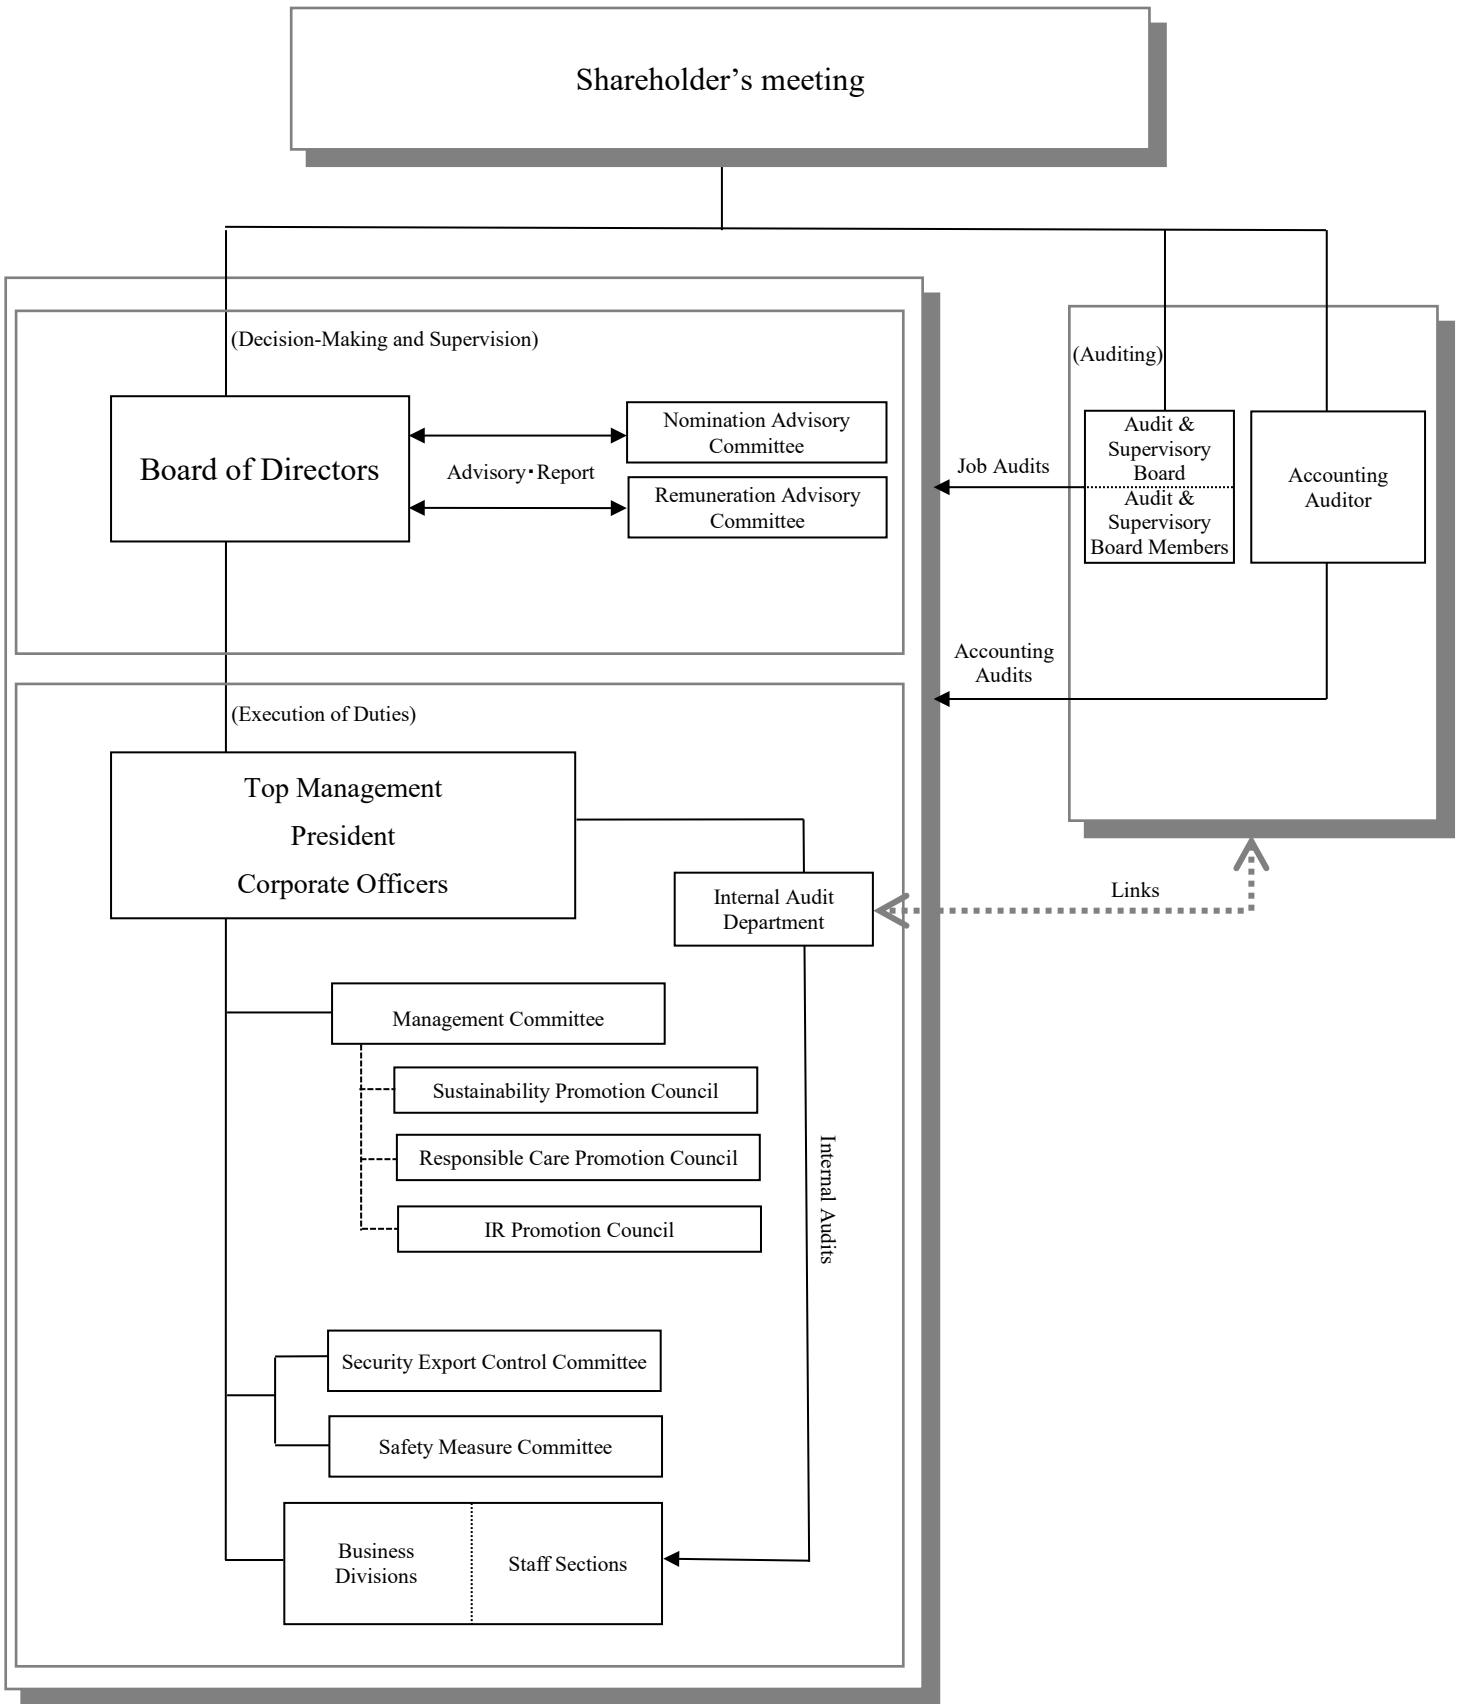 Shareholder’s meeting
(Decision-Making and Supervision)
Board of Directors
Nomination Advisory
Committee
Advisory・Report
Remuneration Advisory
Committee
(Auditing)
Audit &
Supervisory
Board
Audit &
Supervisory
Board Members
Accounting
Auditor
Job Audits
Accounting
Audits
(Execution of Duties)
Top Management
President
Corporate Officers
Internal Audit
Department
Links
Management Committee
Sustainability Promotion Council
Responsible Care Promotion Council
IR Promotion Council
Internal Audits
Security Export Control Committee
Safety Measure Committee
Business
Divisions
Staff Sections